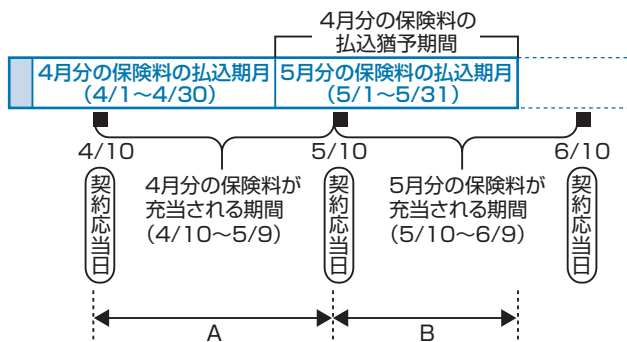 4月分の保険料の
払込猶予期間
4月分の保険料の払込期月
(4/1〜4/30)
5月分の保険料の払込期月
(5/1〜5/31)
4/10
5/10
6/10
4月分の保険料が
充当される期間
(4/10〜5/9)
5月分の保険料が
充当される期間
(5/10〜6/9)
契約応当日
契約応当日
契約応当日
A
B